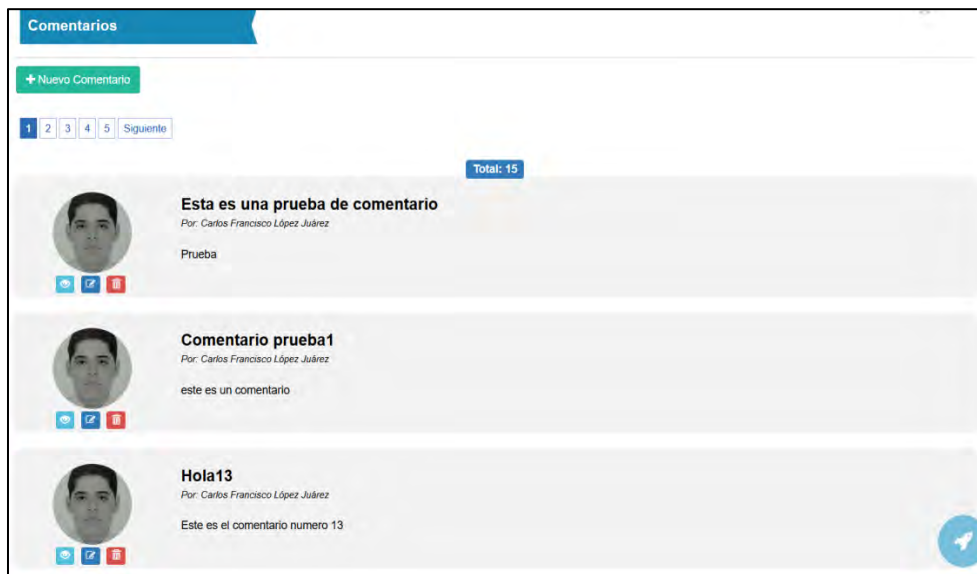 Comentarios
+ Nuevo Comentario
1 2 3 4 5 Siguiente
Total: 15
Esta es una prueba de comentario
Por: Carlos Francisco López Juárez
Prueba
Comentario prueba1
Por: Carlos Francisco López Juárez
este es un comentario
Hola13
Por: Carlos Francisco López Juárez
Este es el comentario numero 13